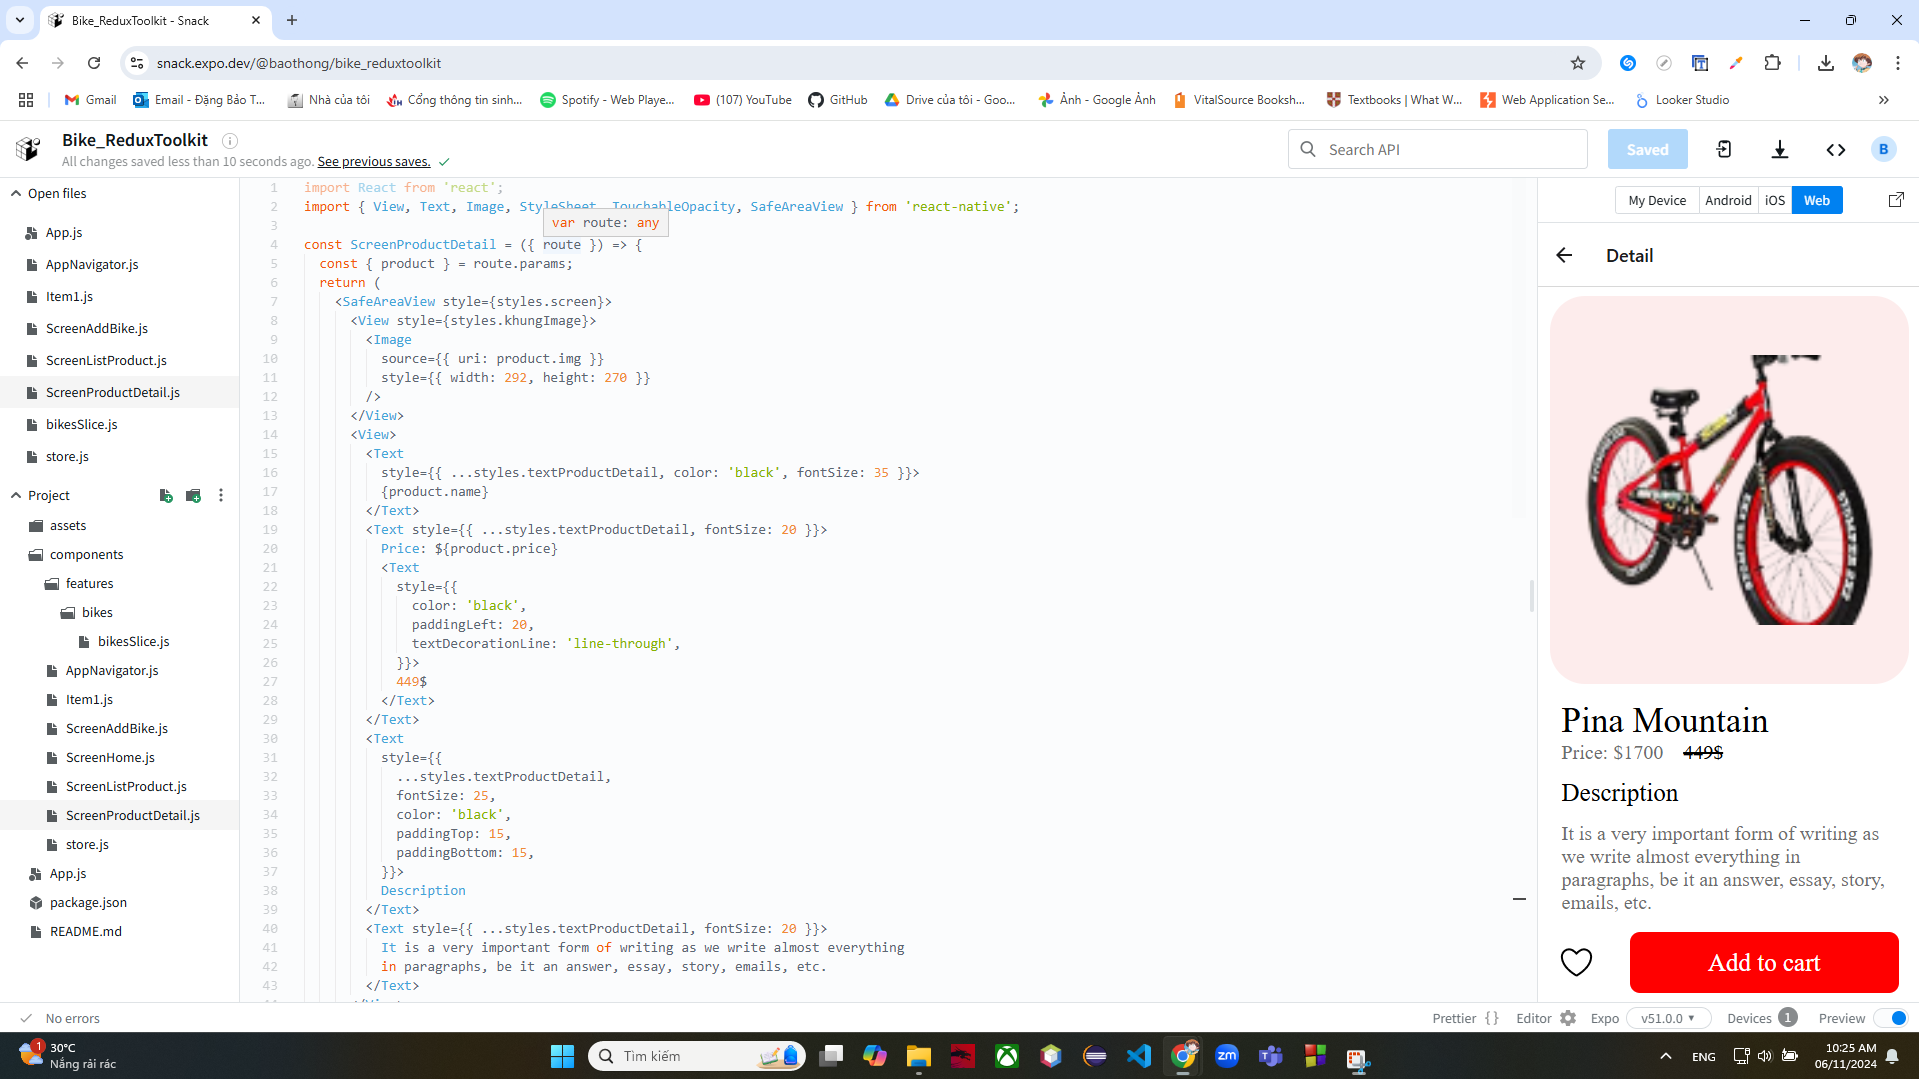 Bike_ReduxToolkit - Snack
snack.expo.dev/@baothong/bike_reduxtoolkit
Gmail
Email - Đặng Bảo T...
Nhà của tôi
Cổng thông tin sinh...
Spotify - Web Playe...
(107) YouTube
GitHub
Drive của tôi - Goo...
Ảnh - Google Ảnh
VitalSource Booksh...
Textbooks | What W...
Web Application Se...
Looker Studio
Bike_ReduxToolkit
All changes saved less than 10 seconds ago. See previous saves.
Search API
Saved
B
Open files
App.js
AppNavigator.js
Item1.js
ScreenAddBike.js
ScreenListProduct.js
ScreenProductDetail.js
bikesSlice.js
store.js
Project
assets
components
features
bikes
bikesSlice.js
AppNavigator.js
Item1.js
ScreenAddBike.js
ScreenHome.js
ScreenListProduct.js
ScreenProductDetail.js
store.js
App.js
package.json
README.md
1 import React from 'react';
2 import { View, Text, Image, StyleSheet, TouchableOpacity, SafeAreaView } from 'react-native';
var route: any
3
4 const ScreenProductDetail = ({ route }) => {
5 const { product } = route.params;
6 return (
7 <SafeAreaView style={styles.screen}>
8 <View style={styles.khungImage}>
9 <Image
10 source={{ uri: product.img }}
11 style={{ width: 292, height: 270 }}
12 />
13 </View>
14 <View>
15 <Text
16 style={{ ...styles.textProductDetail, color: 'black', fontSize: 35 }}>
17 {product.name}
18 </Text>
19 <Text style={{ ...styles.textProductDetail, fontSize: 20 }}>
20 Price: ${product.price}
21 <Text
22 style={{
23 color: 'black',
24 paddingLeft: 20,
25 textDecorationLine: 'line-through',
26 }}>
27 449$
28 </Text>
29 </Text>
30 <Text
31 style={{
32 ...styles.textProductDetail,
33 fontSize: 25,
34 color: 'black',
35 paddingTop: 15,
36 paddingBottom: 15,
37 }}>
38 Description
39 </Text>
40 <Text style={{ ...styles.textProductDetail, fontSize: 20 }}>
41 It is a very important form of writing as we write almost everything
42 in paragraphs, be it an answer, essay, story, emails, etc.
43 </Text>
My Device
Android
iOS
Web
Detail
Pina Mountain
Price: $1700 449$
Description
It is a very important form of writing as
we write almost everything in
paragraphs, be it an answer, essay, story,
emails, etc.
Add to cart
No errors
Prettier
Editor
Expo
v51.0.0
Devices 1
Preview
1
30°C
Nắng rải rác
Tìm kiếm
zm
ENG
10:25 AM
06/11/2024